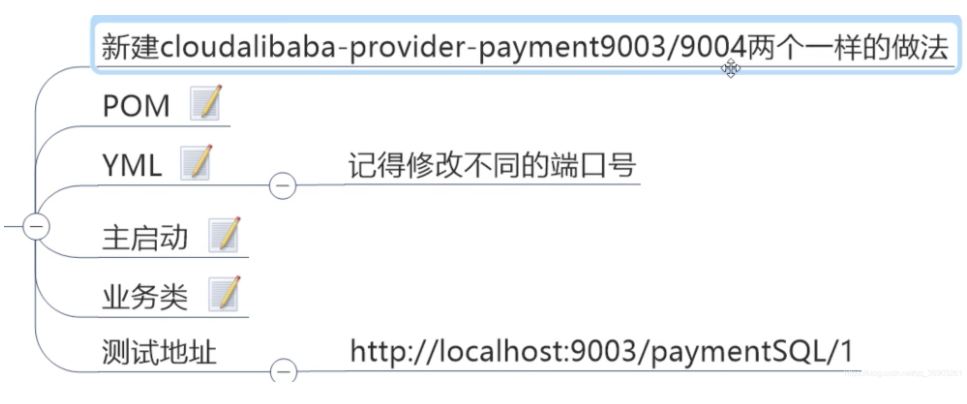 新建cloudalibaba-provider-payment9003/9004两个一样的做法
POM
YML
记得修改不同的端口号
主启动
业务类
测试地址
http://localhost:9003/paymentSQL/1